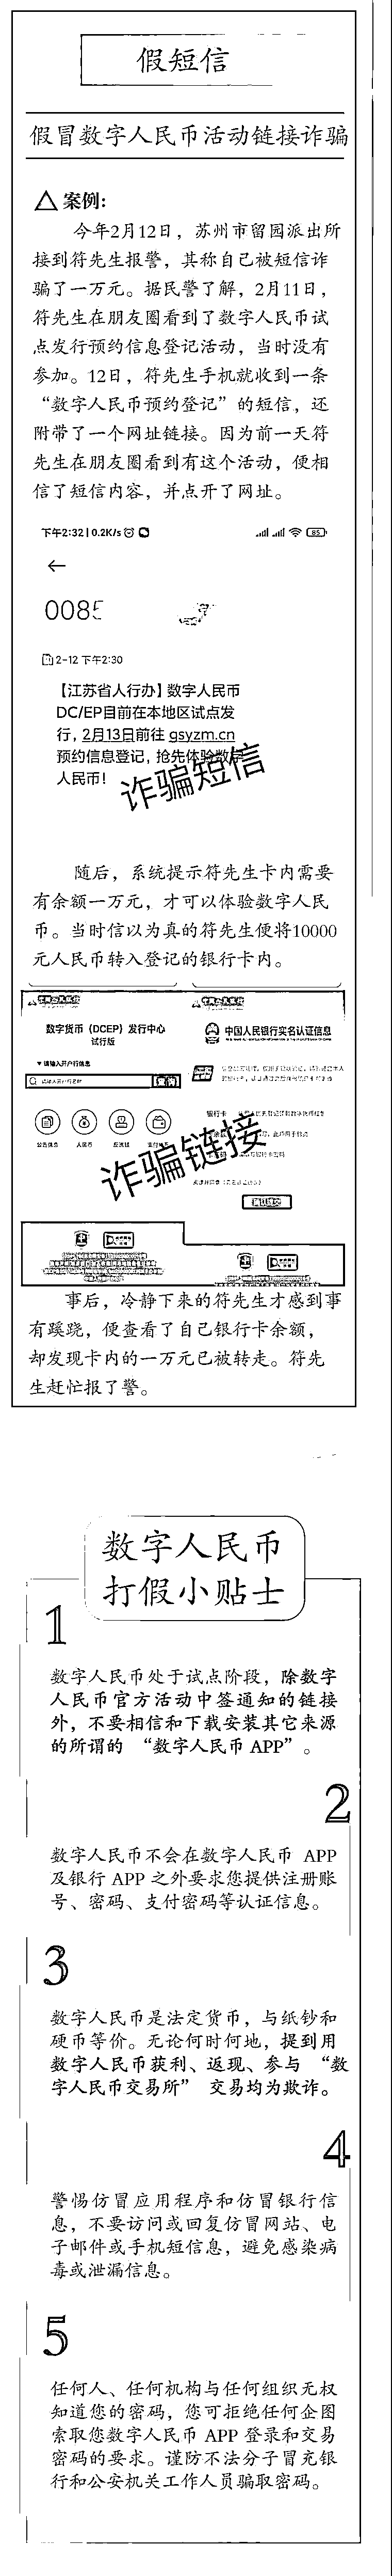 假短信
假冒数字人民币活动链接诈骗
△ 案例:
今年2月12日，苏州市留园派出所
接到符先生报警，其称自己被短信诈
骗了一万元。据民警了解，2月11日，
符先生在朋友圈看到了数字人民币试
点发行预约信息登记活动，当时没有
参加。12日，符先生手机就收到一条
“数字人民币预约登记”的短信，还
附带了一个网址链接。因为前一天符
先生在朋友圈看到有这个活动，便相
信了短信内容，并点开了网址。
下午2:32 | 0.2K/s 85
0085
2-12 下午2:30
【江苏省人行办】数字人民币
DC/EP目前在本地区试点发
行，2月13日前往 gsyzm.cn
预约信息登记，抢先体验数字
人民币！
诈骗短信
随后，系统提示符先生卡内需要
有余额一万元，才可以体验数字人民
币。当时信以为真的符先生便将10000
元人民币转入登记的银行卡内。
数字货币（DCEP）发行中心
试行版
中国人民银行实名认证信息
▼请输入开户行信息
银行卡
诈骗链接
确认提交
事后，冷静下来的符先生才感到事
有蹊跷，便查看了自己银行卡余额，
却发现卡内的一万元已被转走。符先
生赶忙报了警。
数字人民币
打假小贴士
1
数字人民币处于试点阶段，除数字
人民币官方活动中签通知的链接
外，不要相信和下载安装其它来源
的所谓的 “数字人民币 APP”。
2
数字人民币不会在数字人民币 APP
及银行 APP 之外要求您提供注册账
号、密码、支付密码等认证信息。
3
数字人民币是法定货币，与纸钞和
硬币等价。无论何时何地，提到用
数字人民币获利、返现、参与 “数
字人民币交易所” 交易均为欺诈。
4
警惕仿冒应用程序和仿冒银行信
息，不要访问或回复仿冒网站、电
子邮件或手机短信息，避免感染病
毒或泄漏信息。
5
任何人、任何机构与任何组织无权
知道您的密码，您可拒绝任何企图
索取您数字人民币 APP 登录和交易
密码的要求。谨防不法分子冒充银
行和公安机关工作人员骗取密码。